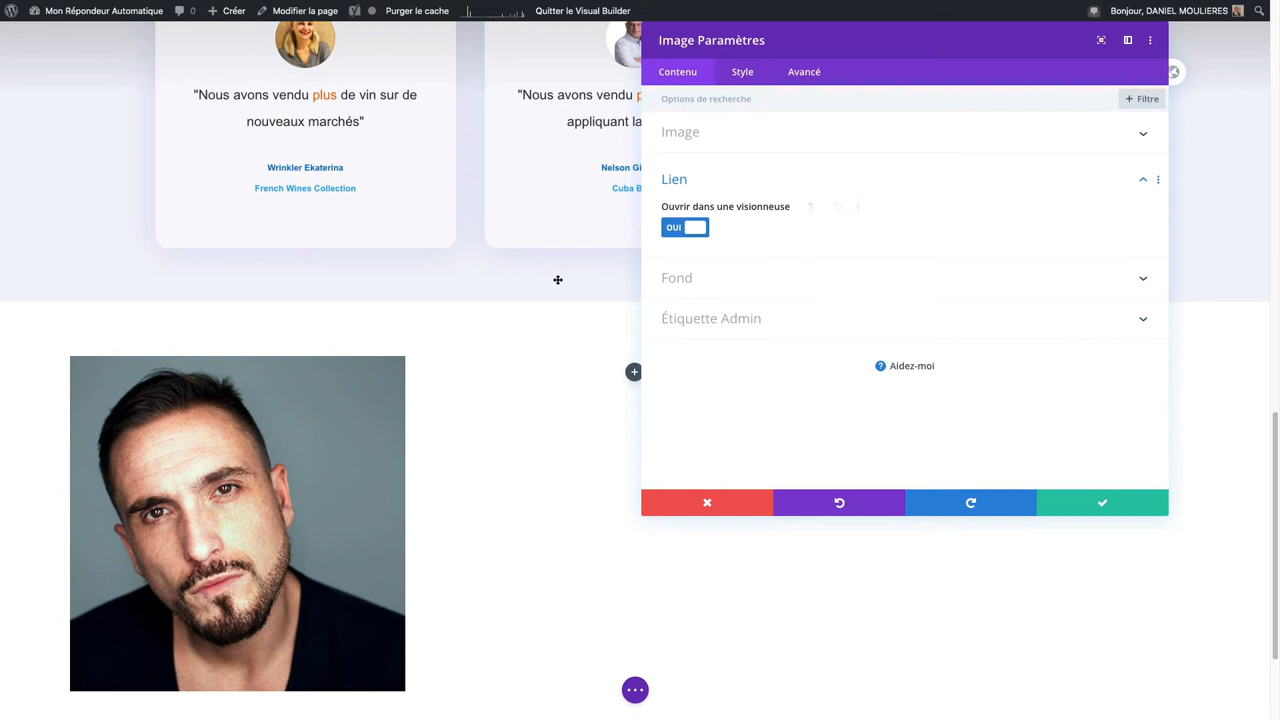 Mon Répondeur Automatique 0 Créer Modifier la page Purger le cache Quitter le Visual Builder Bonjour, DANIEL MOULIERES
Image Paramètres
Contenu Style Avancé
Options de recherche + Filtre
Image
Lien
Ouvrir dans une visionneuse ?
OUI
Fond
Étiquette Admin
? Aidez-moi
"Nous avons vendu plus de vin sur de
nouveaux marchés"
Wrinkler Ekaterina
French Wines Collection
"Nous avons vendu
appliquant la